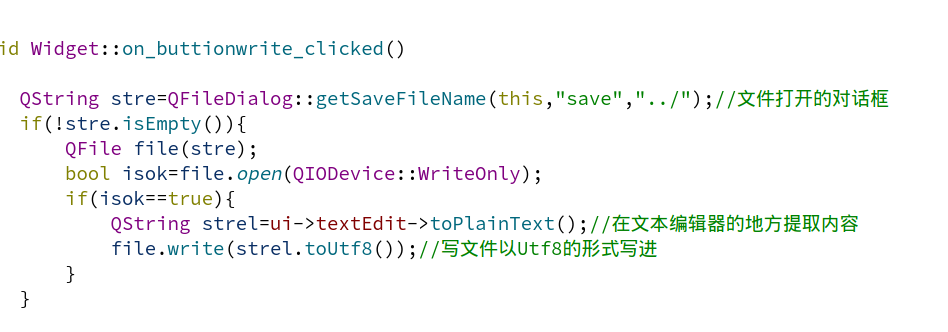 id Widget::on_buttionwrite_clicked()
QString stre=QFileDialog::getSaveFileName(this,"save","../");//文件打开的对话框
if(!stre.isEmpty()){
QFile file(stre);
bool isok=file.open(QIODevice::WriteOnly);
if(isok==true){
QString strel=ui->textEdit->toPlainText();//在文本编辑器的地方提取内容
file.write(strel.toUtf8());//写文件以Utf8的形式写进
}
}